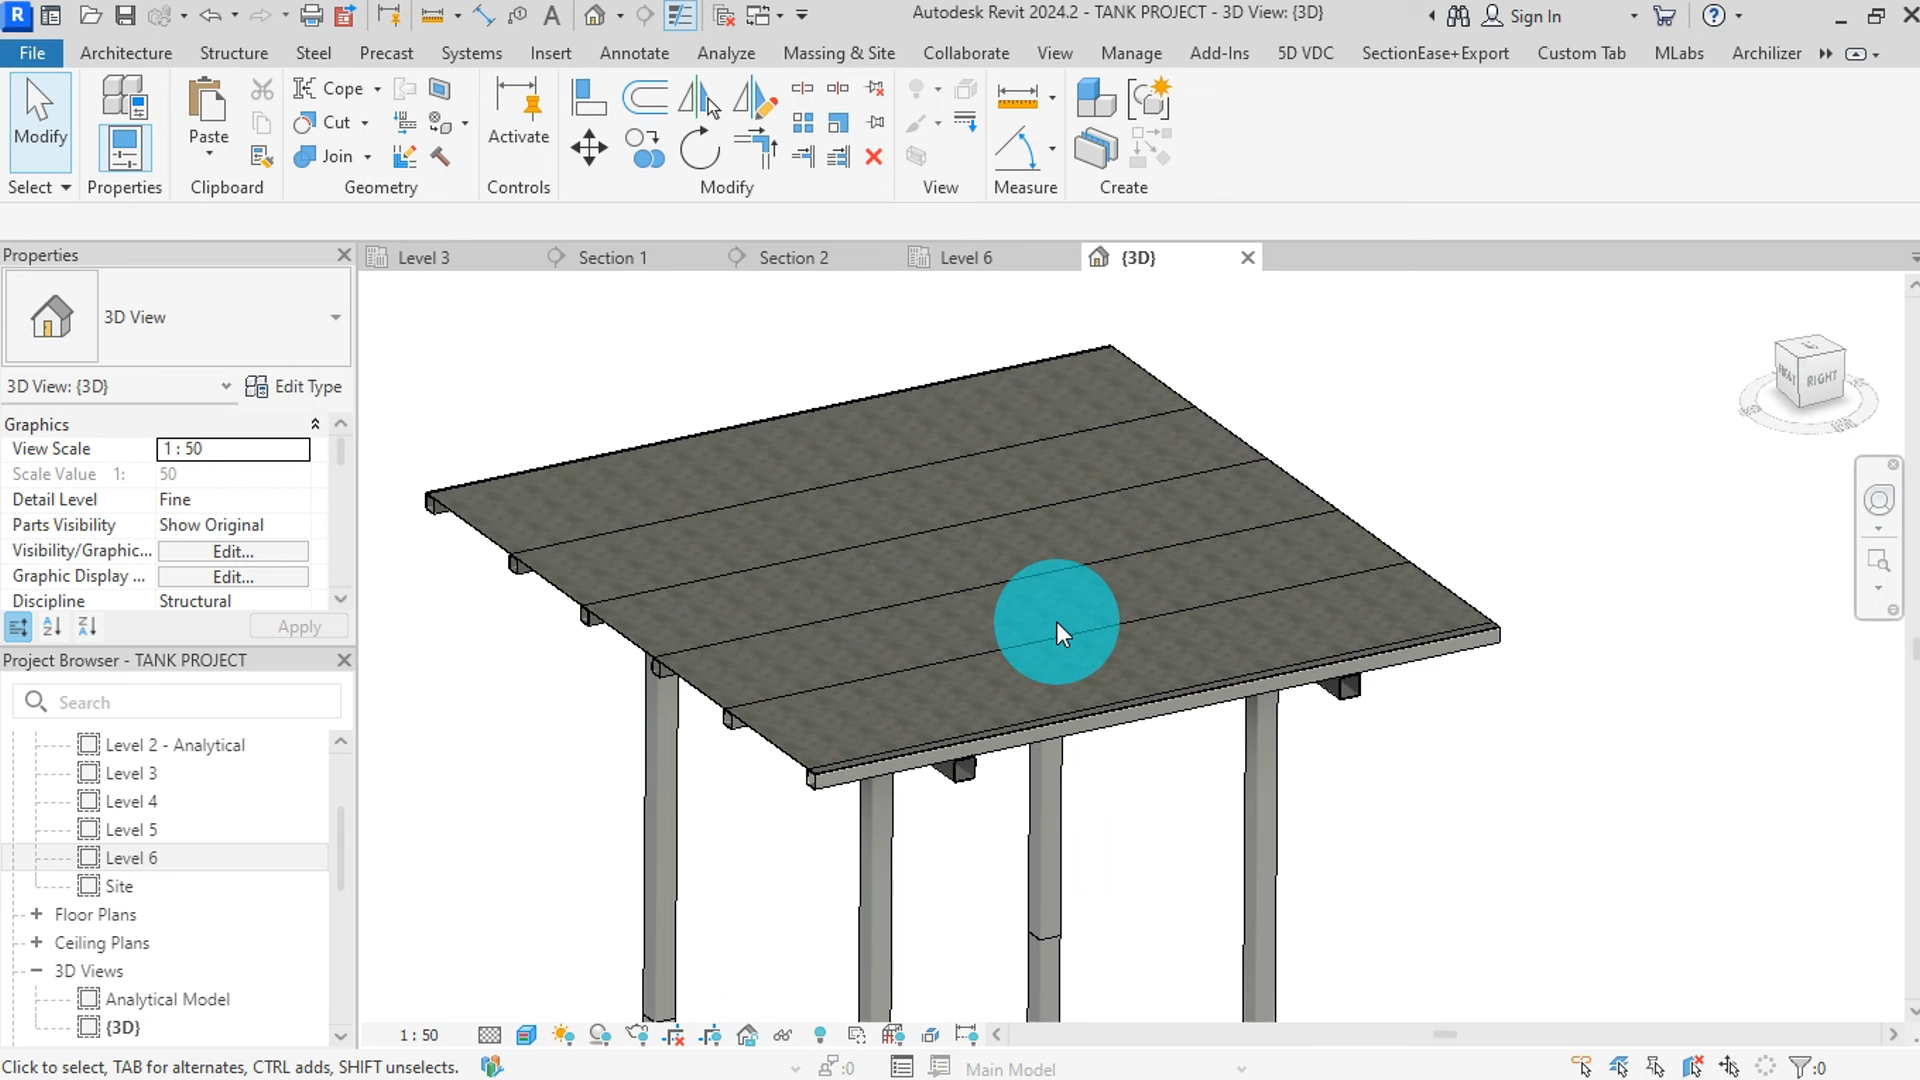 Autodesk Revit 2024.2 - TANK PROJECT - 3D View: {3D}
Sign In
File Architecture Structure Steel Precast Systems Insert Annotate Analyze Massing & Site Collaborate View Manage Add-Ins 5D VDC SectionEase+Export Custom Tab MLabs Archilizer
Modify
Paste
Cope
Cut
Join
Activate
Select Properties Clipboard Geometry Controls Modify View Measure Create
Properties
Level 3 Section 1 Section 2 Level 6 {3D}
3D View
3D View: {3D} Edit Type
Graphics
View Scale 1 : 50
Scale Value 1: 50
Detail Level Fine
Parts Visibility Show Original
Visibility/Graphic... Edit...
Graphic Display ... Edit...
Discipline Structural
Apply
RIGHT
Project Browser - TANK PROJECT
Search
Level 2 - Analytical
Level 3
Level 4
Level 5
Level 6
Site
Floor Plans
Ceiling Plans
3D Views
Analytical Model
{3D}
1 : 50
Click to select, TAB for alternates, CTRL adds, SHIFT unselects.
:0
Main Model
:0